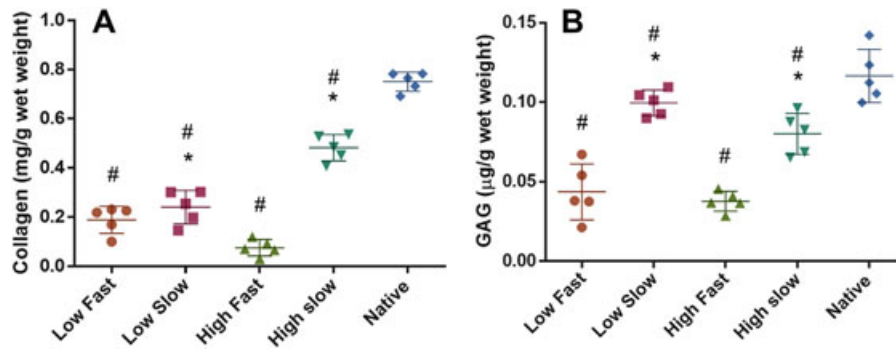 A
Collagen (mg/g wet weight)
1.0
0.8
0.6
0.4
0.2
0.0
#
#
*
#
#
*
Low Fast
Low Slow
High Fast
High slow
Native
B
GAG (μg/g wet weight)
0.15
0.10
0.05
0.00
#
#
*
#
#
*
Low Fast
Low Slow
High Fast
High slow
Native